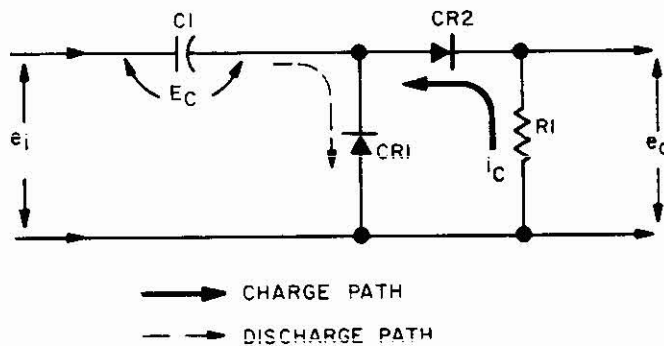 C1
CR2
E_C
e_i
CR1
i_C
R1
e_o
CHARGE PATH
DISCHARGE PATH